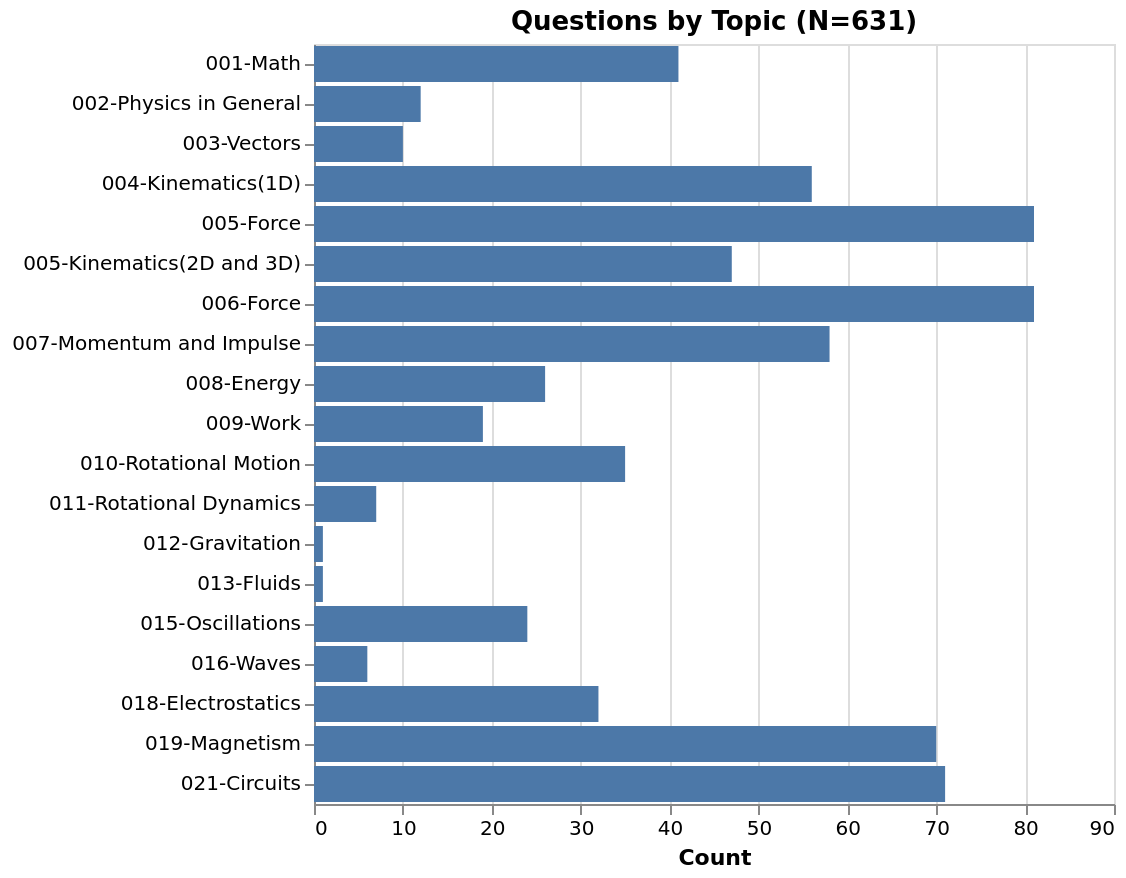 Questions by Topic (N=631)
001-Math
002-Physics in General
003-Vectors
004-Kinematics(1D)
005-Force
005-Kinematics(2D and 3D)
006-Force
007-Momentum and Impulse
008-Energy
009-Work
010-Rotational Motion
011-Rotational Dynamics
012-Gravitation
013-Fluids
015-Oscillations
016-Waves
018-Electrostatics
019-Magnetism
021-Circuits
0 10 20 30 40 50 60 70 80 90
Count